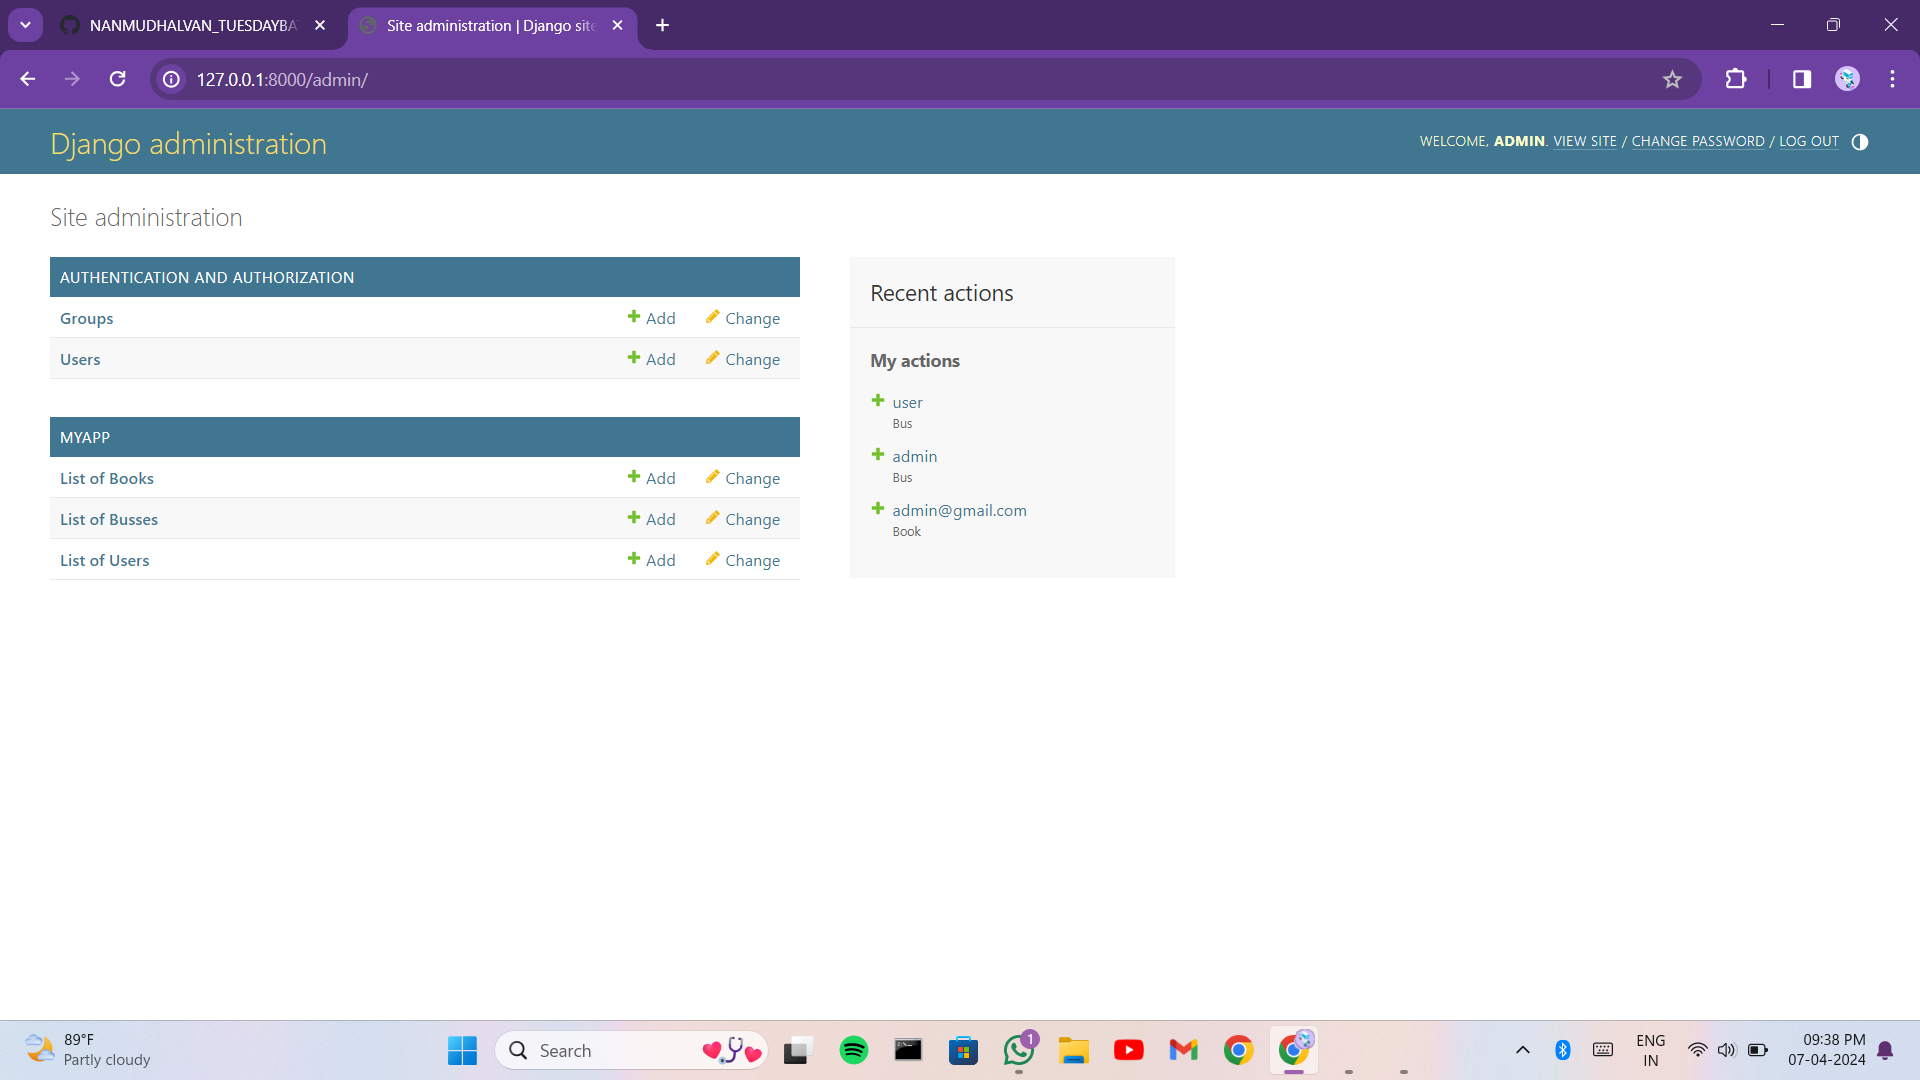 NANMUDHALVAN_TUESDAYBA
Site administration | Django site
127.0.0.1:8000/admin/
Django administration
WELCOME, ADMIN. VIEW SITE / CHANGE PASSWORD / LOG OUT
Site administration
AUTHENTICATION AND AUTHORIZATION
Groups Add Change
Users Add Change
MYAPP
List of Books Add Change
List of Busses Add Change
List of Users Add Change
Recent actions
My actions
user
Bus
admin
Bus
admin@gmail.com
Book
89°F
Partly cloudy
Search
1
ENG
IN
09:38 PM
07-04-2024